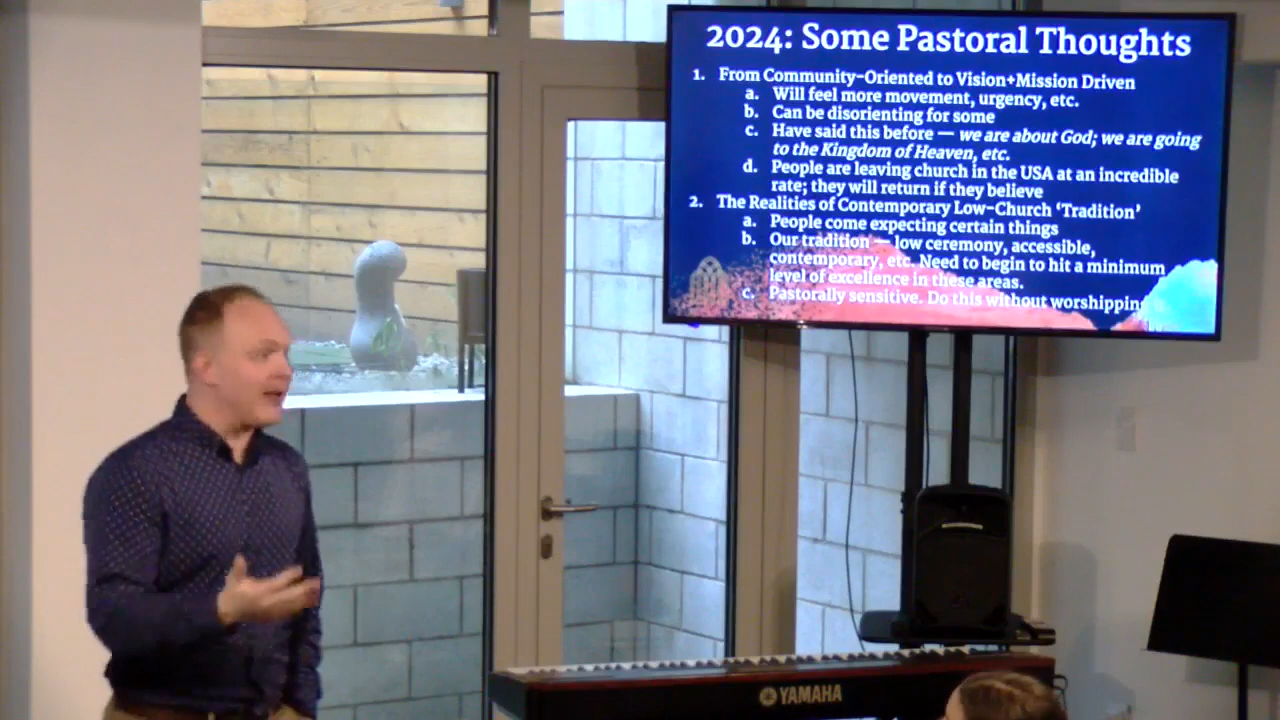 2024: Some Pastoral Thoughts
1. From Community-Oriented to Vision+Mission Driven
a. Will feel more movement, urgency, etc.
b. Can be disorienting for some
c. Have said this before — we are about God; we are going
to the Kingdom of Heaven, etc.
d. People are leaving church in the USA at an incredible
rate; they will return if they believe
2. The Realities of Contemporary Low-Church ‘Tradition’
a. People come expecting certain things
b. Our tradition — low ceremony, accessible,
contemporary, etc. Need to begin to hit a minimum
level of excellence in these areas.
c. Pastorally sensitive. Do this without worshipping
YAMAHA